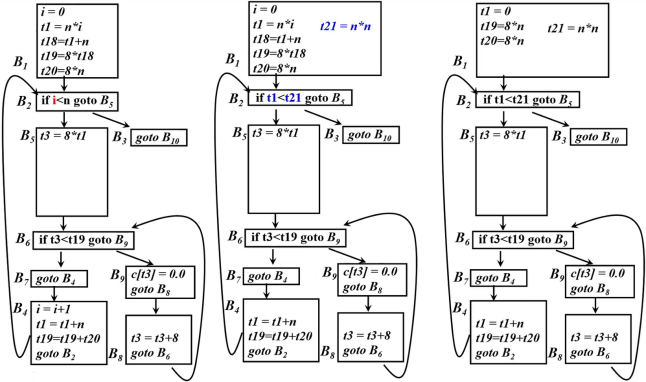 i = 0
t1 = n*i
t18=t1+n
t19=8*t18
t20=8*n
B1
B2
if i<n goto B5
B5
t3 = 8*t1
B3
goto B10
B6
if t3<t19 goto B9
B7
goto B4
B9
c[t3] = 0.0
goto B8
B4
i = i+1
t1 = t1+n
t19=t19+t20
goto B2
B8
t3 = t3+8
goto B6
i = 0
t1 = n*i
t18=t1+n
t19=8*t18
t20=8*n
t21 = n*n
B1
B2
if t1<t21 goto B5
B5
t3 = 8*t1
B3
goto B10
B6
if t3<t19 goto B9
B7
goto B4
B9
c[t3] = 0.0
goto B8
B4
t1 = t1+n
t19=t19+t20
goto B2
B8
t3 = t3+8
goto B6
t1 = 0
t19=8*n
t20=8*n
t21 = n*n
B1
B2
if t1<t21 goto B5
B5
t3 = 8*t1
B3
goto B10
B6
if t3<t19 goto B9
B7
goto B4
B9
c[t3] = 0.0
goto B8
B4
t1 = t1+n
t19=t19+t20
goto B2
B8
t3 = t3+8
goto B6